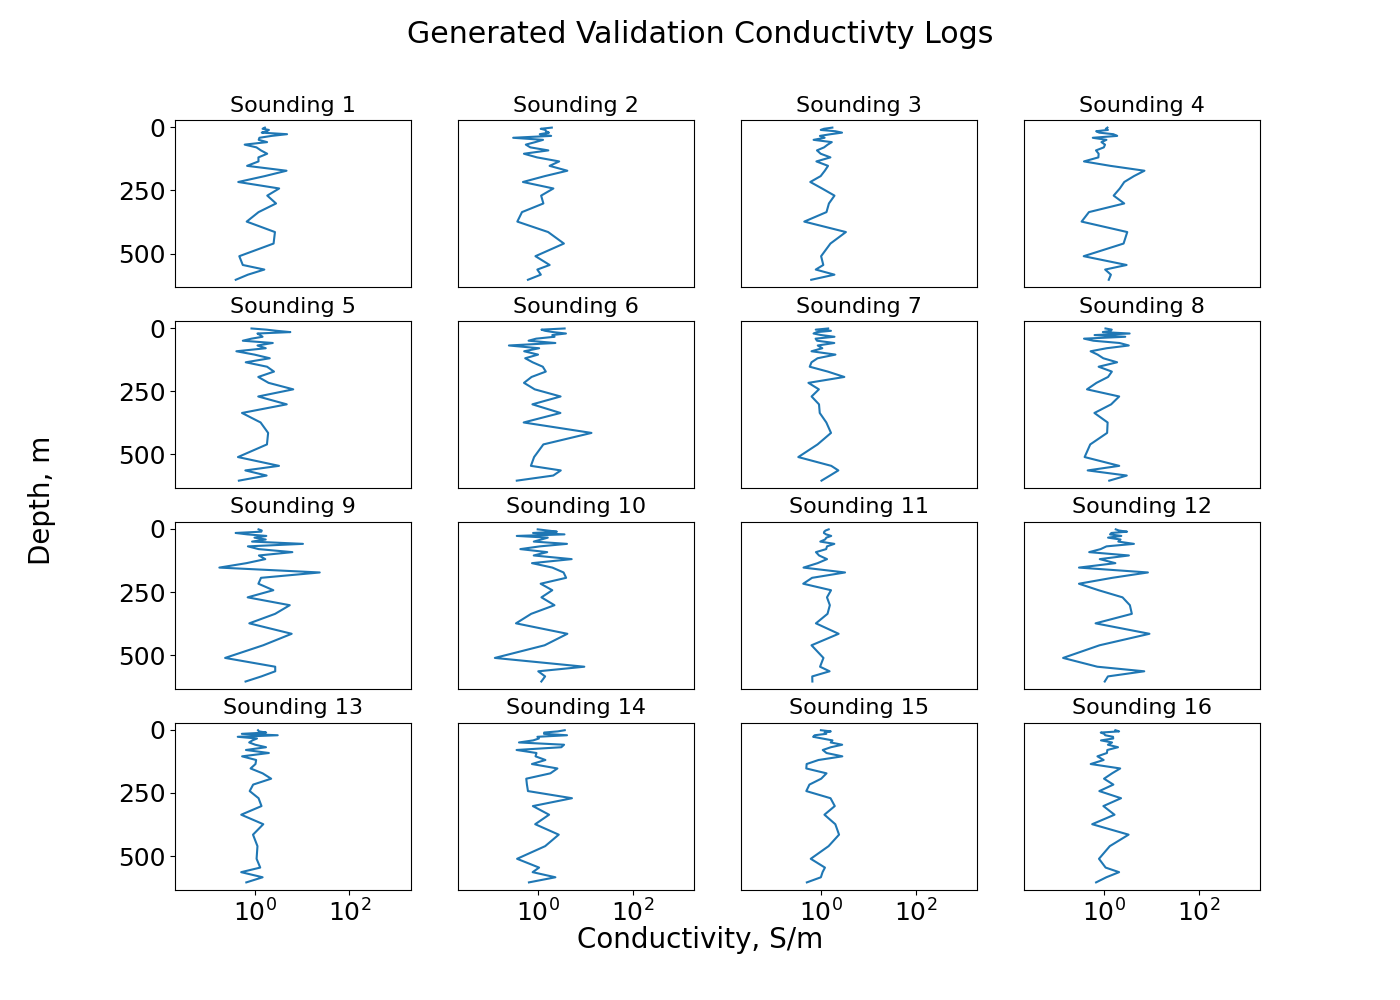 Generated Validation Conductivty Logs
Sounding 1
Sounding 2
Sounding 3
Sounding 4
0
250
500
Sounding 5
Sounding 6
Sounding 7
Sounding 8
0
250
500
Sounding 9
Sounding 10
Sounding 11
Sounding 12
0
250
500
Sounding 13
Sounding 14
Sounding 15
Sounding 16
0
250
500
10⁰ 10² 10⁰ 10² 10⁰ 10² 10⁰ 10²
Conductivity, S/m
Depth, m